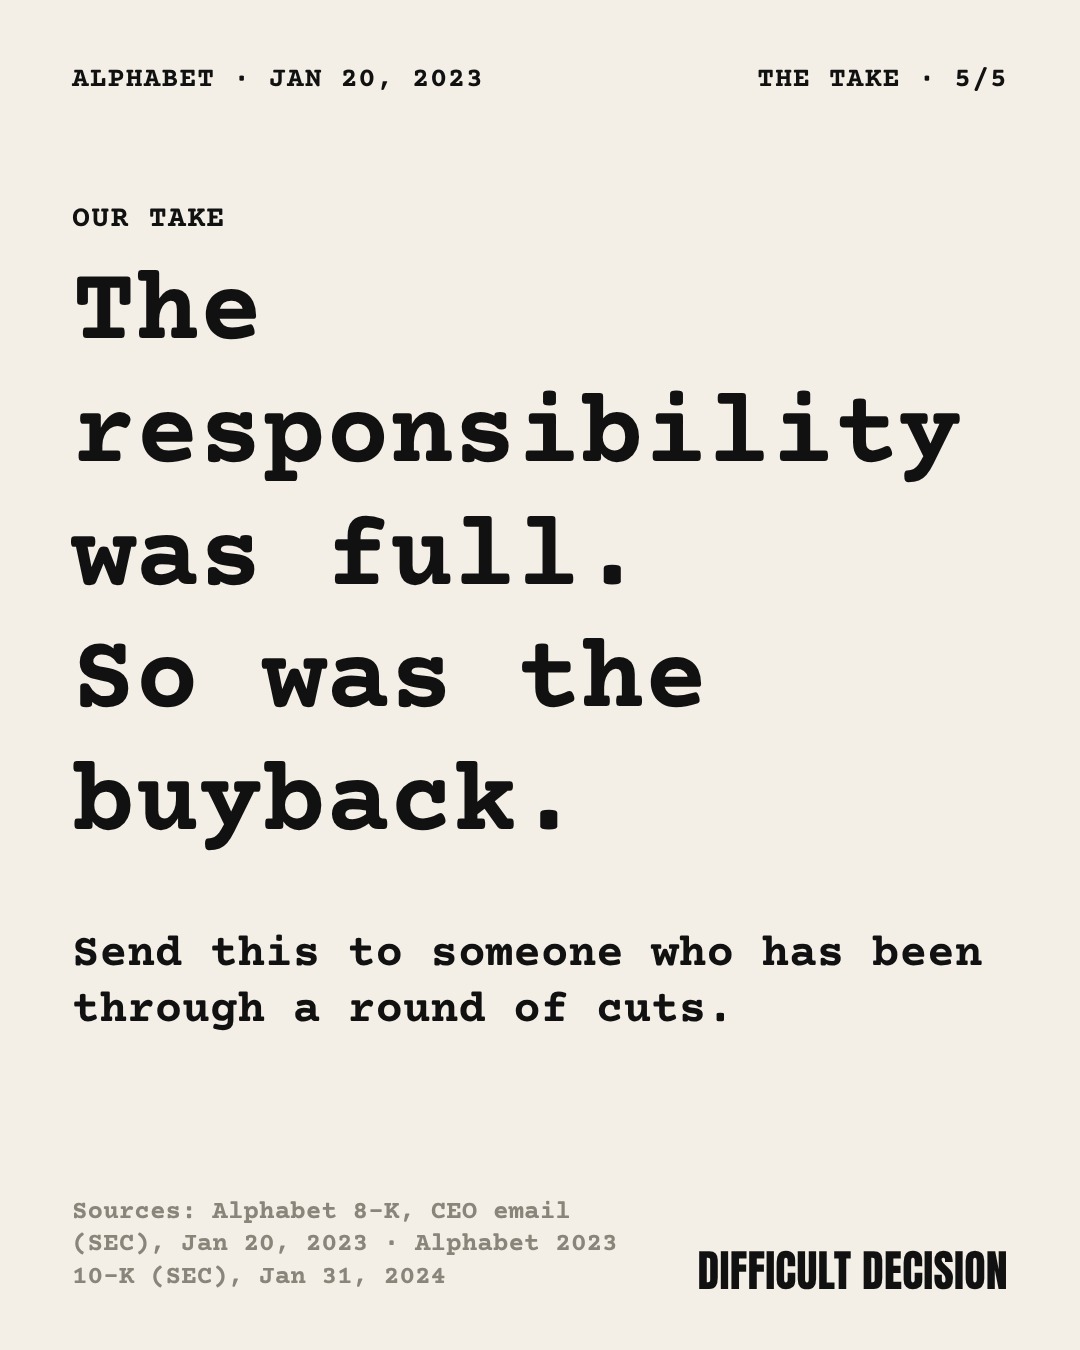 ALPHABET · JAN 20, 2023
THE TAKE · 5/5
OUR TAKE
The
responsibility
was full.
So was the
buyback.
Send this to someone who has been
through a round of cuts.
Sources: Alphabet 8-K, CEO email
(SEC), Jan 20, 2023 · Alphabet 2023
10-K (SEC), Jan 31, 2024
DIFFICULT DECISION